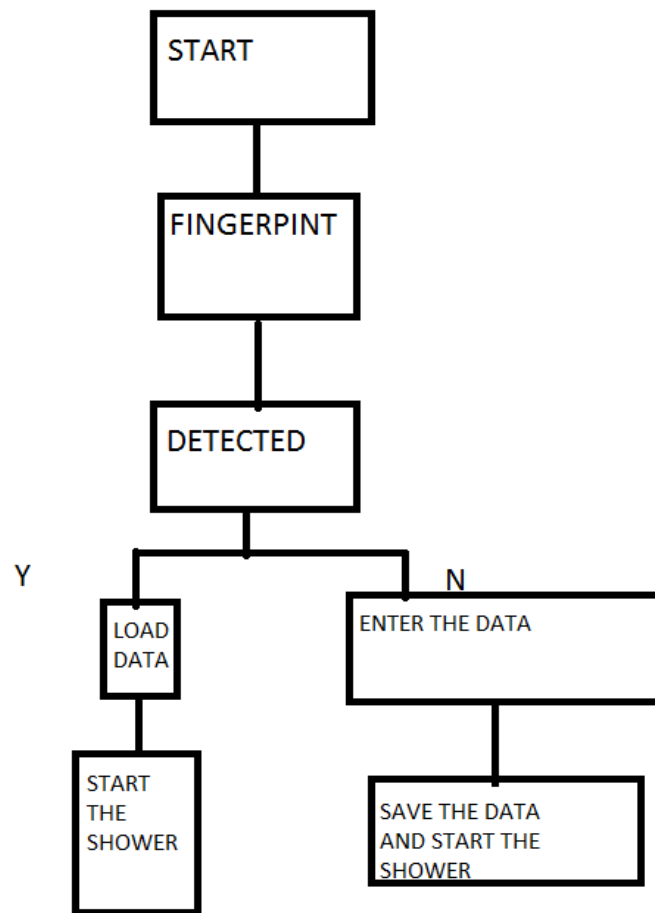 START
FINGERPINT
DETECTED
Y
N
LOAD
DATA
ENTER THE DATA
START
THE
SHOWER
SAVE THE DATA
AND START THE
SHOWER